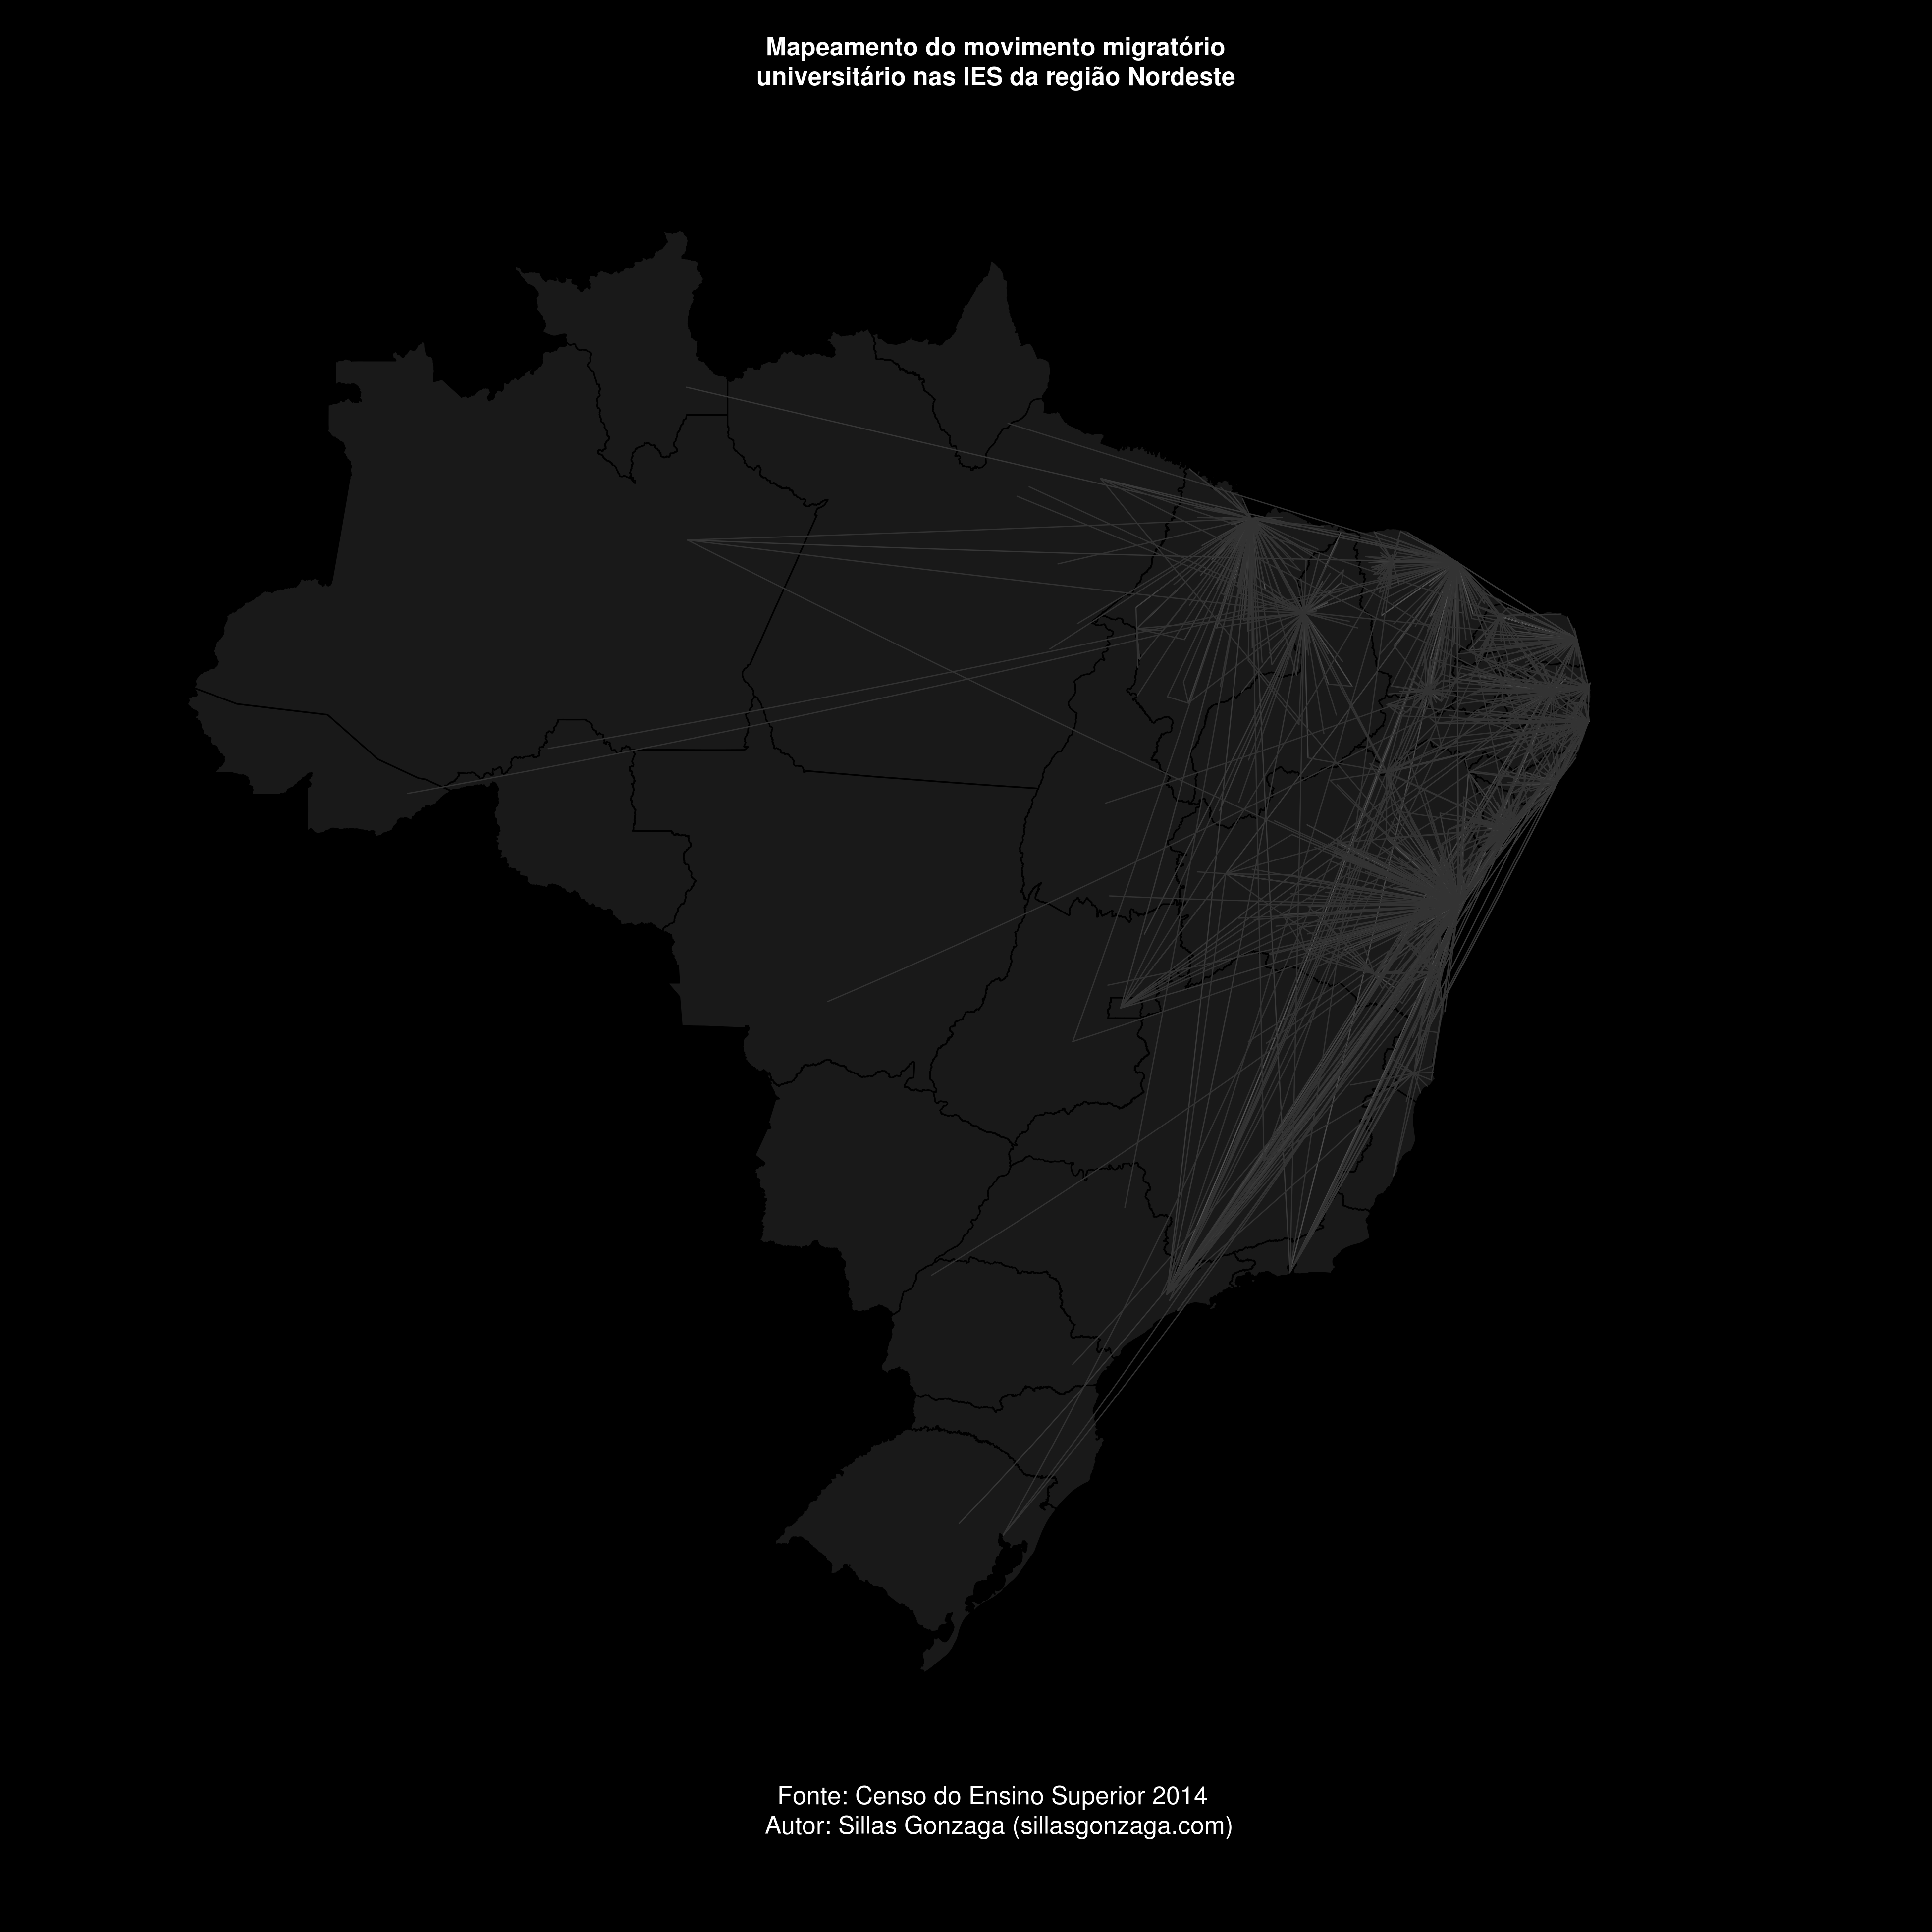 Mapeamento do movimento migratório
universitário nas IES da região Nordeste
Fonte: Censo do Ensino Superior 2014
Autor: Sillas Gonzaga (sillasgonzaga.com)